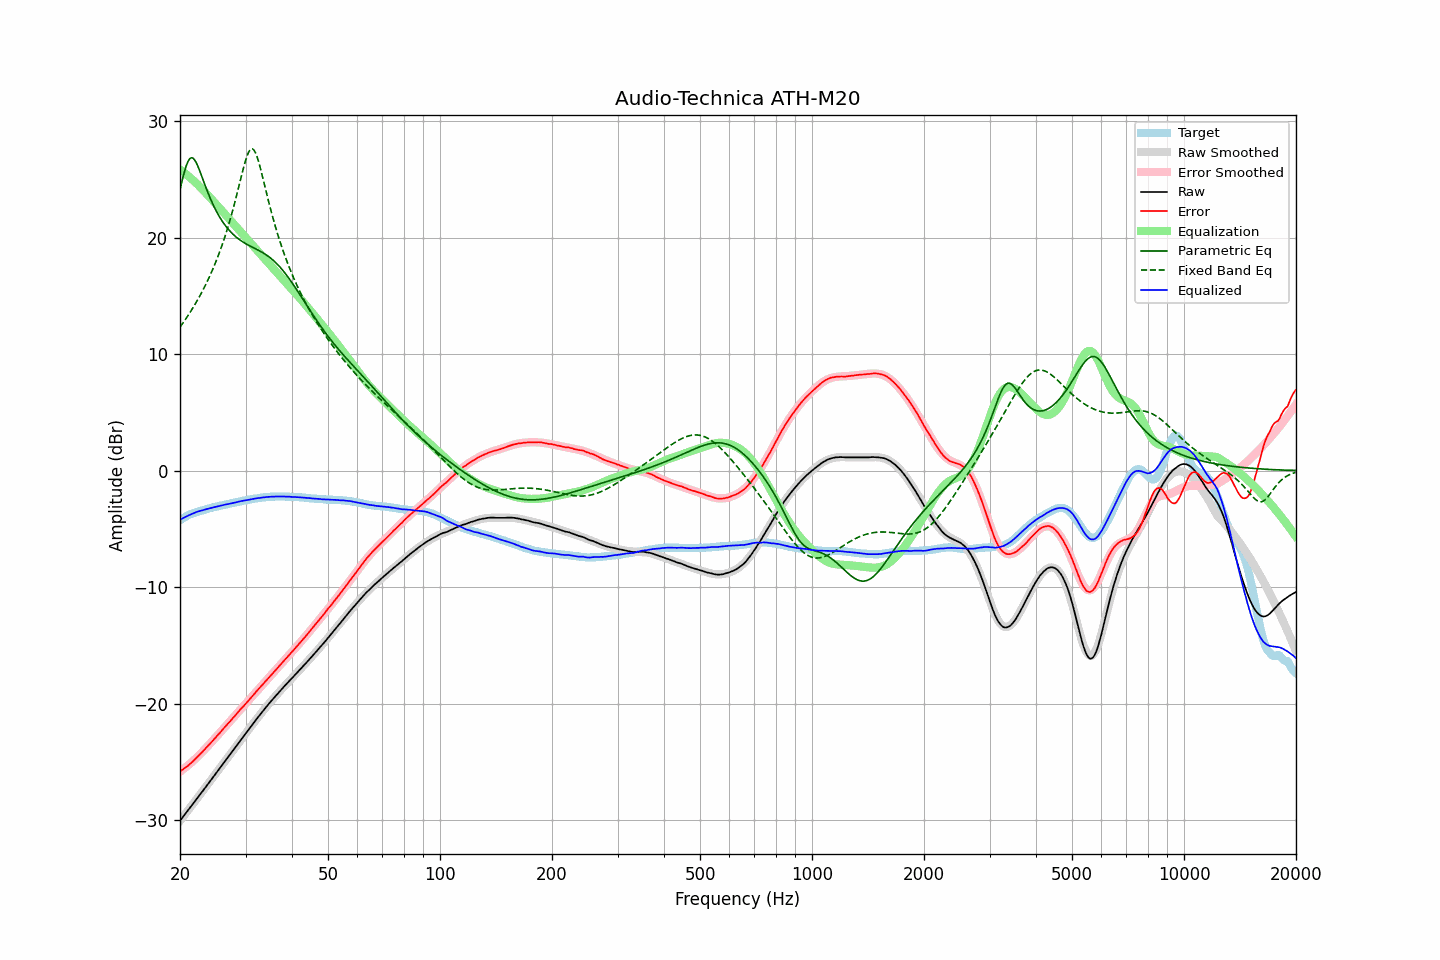 Audio-Technica ATH-M20
30
20
10
0
−10
−20
−30
Amplitude (dBr)
Target
Raw Smoothed
Error Smoothed
Raw
Error
Equalization
Parametric Eq
Fixed Band Eq
Equalized
20 50 100 200 500 1000 2000 5000 10000 20000
Frequency (Hz)